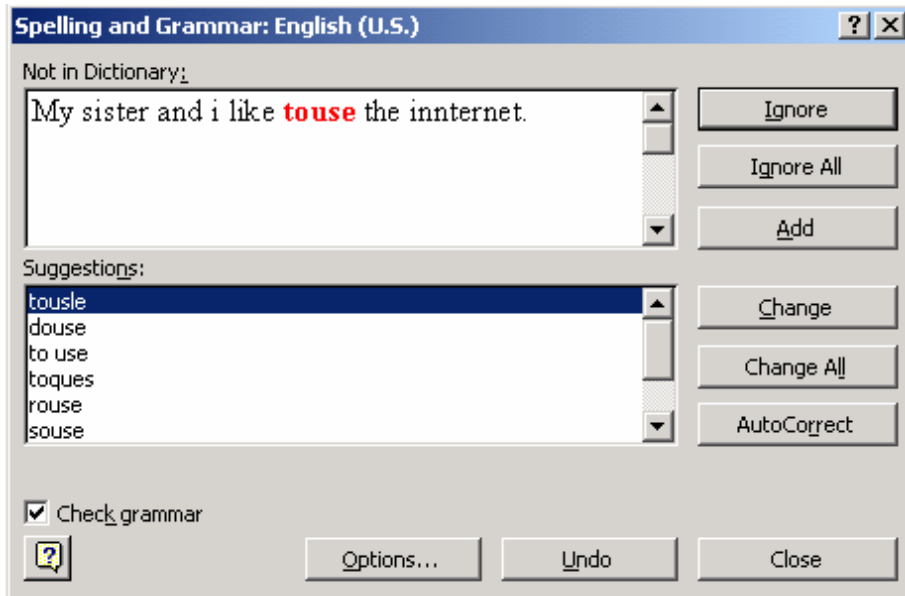 Spelling and Grammar: English (U.S.)
Not in Dictionary:
My sister and i like touse the innternet.
Ignore
Ignore All
Add
Suggestions:
tousle
douse
to use
toques
rouse
souse
Change
Change All
AutoCorrect
Check grammar
Options...
Undo
Close